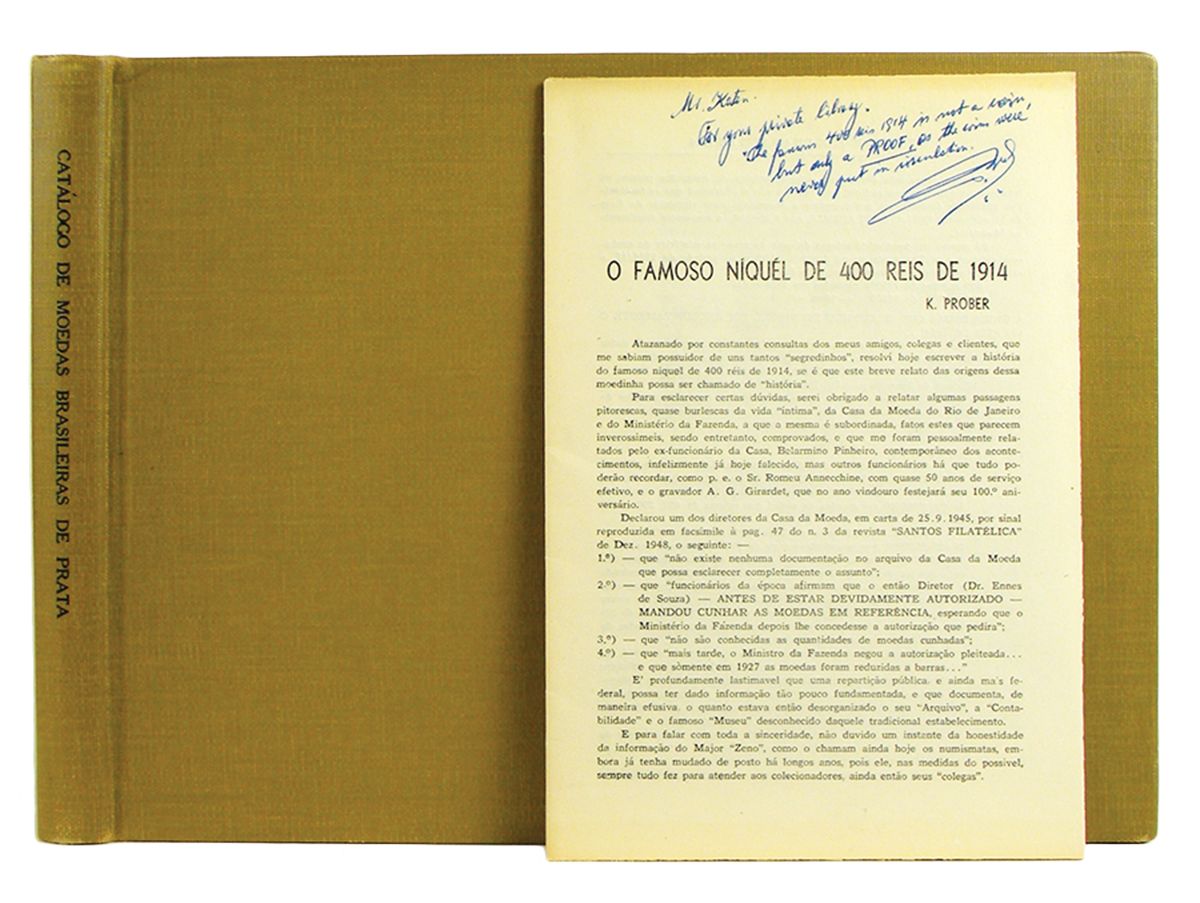 CATÁLOGO DE MOEDAS BRASILEIRAS DE PRATA
Mr. Katen.
For your private library.
The famous 400 reis 1914 is not a coin,
but only a PROOF, as the coins were
never put in circulation.
O FAMOSO NÍQUÉL DE 400 REIS DE 1914
K. PROBER
Atazanado por constantes consultas dos meus amigos, colegas e clientes, que
me sabiam possuidor de uns tantos "segredinhos", resolvi hoje escrever a história
do famoso niquel de 400 réis de 1914, se é que este breve relato das origens dessa
moedinha possa ser chamado de "história".
Para esclarecer certas dúvidas, serei obrigado a relatar algumas passagens
pitorescas, quase burlescas da vida "íntima", da Casa da Moeda do Rio de Janeiro
e do Ministério da Fazenda, a que a mesma é subordinada, fatos estes que parecem
inverossimeis, sendo entretanto, comprovados, e que me foram pessoalmente rela-
tados pelo ex-funcionário da Casa, Belarmino Pinheiro, contemporâneo dos aconte-
cimentos, infelizmente já hoje falecido, mas outros funcionários há que tudo po-
derão recordar, como p. e. o Sr. Romeu Annecchine, com quase 50 anos de serviço
efetivo, e o gravador A. G. Girardet, que no ano vindouro festejará seu 100.º ani-
versário.
Declarou um dos diretores da Casa da Moeda, em carta de 25.9.1945, por sinal
reproduzida em facsimile à pag. 47 do n. 3 da revista "SANTOS FILATÉLICA"
de Dez. 1948, o seguinte: —
1.º) — que "não existe nenhuma documentação no arquivo da Casa da Moeda
que possa esclarecer completamente o assunto";
2.º) — que "funcionários da época afirmam que o então Diretor (Dr. Ennes
de Souza) — ANTES DE ESTAR DEVIDAMENTE AUTORIZADO —
MANDOU CUNHAR AS MOEDAS EM REFERÊNCIA, esperando que o
Ministério da Fazenda depois lhe concedesse a autorização que pedira";
3.º) — que "não são conhecidas as quantidades de moedas cunhadas";
4.º) — que "mais tarde, o Ministro da Fazenda negou a autorização pleiteada...
e que sòmente em 1927 as moedas foram reduzidas a barras..."
E' profundamente lastimavel que uma repartição pública, e ainda mais fe-
deral, possa ter dado informação tão pouco fundamentada, e que documenta, de
maneira efusiva, o quanto estava então desorganizado o seu "Arquivo", a "Conta-
bilidade" e o famoso "Museu" desconhecido daquele tradicional estabelecimento.
E para falar com toda a sinceridade, não duvido um instante da honestidade
da informação do Major "Zeno", como o chamam ainda hoje os numismatas, em-
bora já tenha mudado de posto há longos anos, pois ele, nas medidas do possivel,
sempre tudo fez para atender aos colecionadores, ainda então seus "colegas".